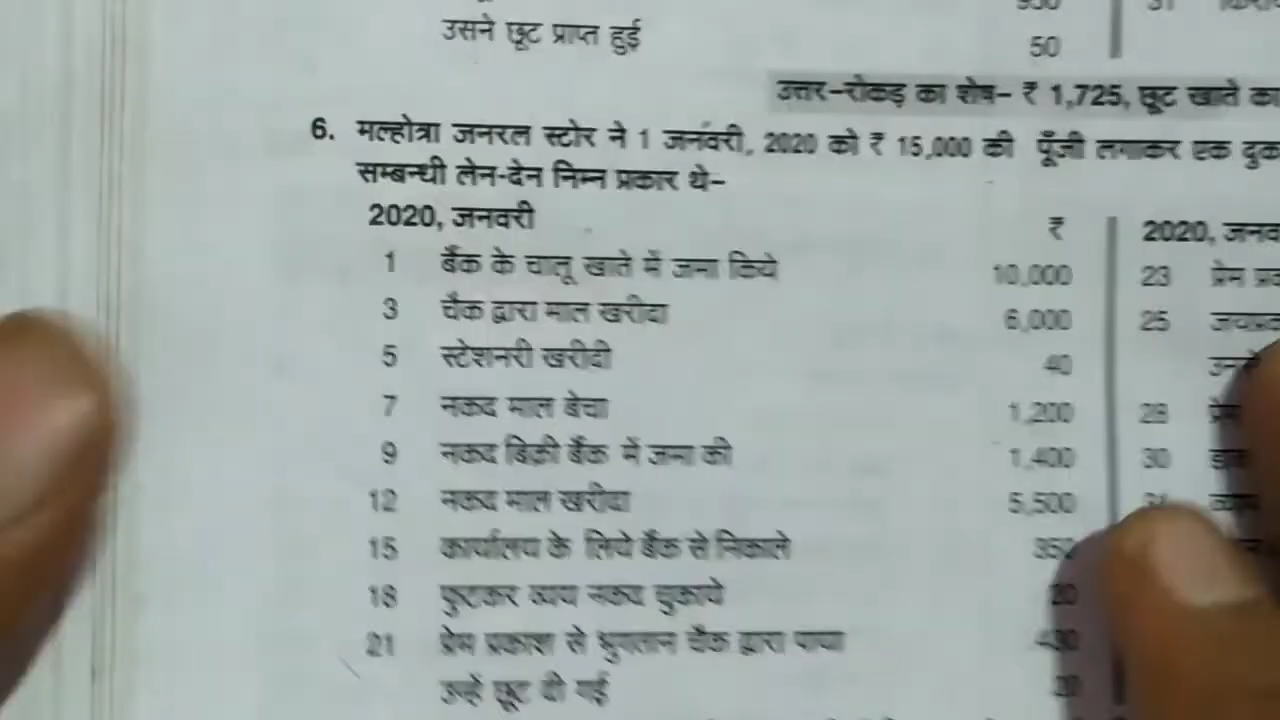 उसने छूट प्राप्त हुई 50
उत्तर-रोकड़ का शेष- ₹ 1,725, छूट खाते का
6. मल्होत्रा जनरल स्टोर ने 1 जनवरी, 2020 को ₹ 15,000 की पूँजी लगाकर एक
सम्बन्धी लेन-देन निम्न प्रकार थे-
2020, जनवरी ₹ 2020,
1 बैंक के चालू खाते में जमा किये 10,000 23 प्रेम
3 चैक द्वारा माल खरीदा 6,000 25
5 स्टेशनरी खरीदी 40
7 नकद माल बेचा 1,200 28
9 नकद बिक्री बैंक में जमा की 1,400 30
12 नकद माल खरीदा 5,500
15 कार्यालय के लिये बैंक से निकाले
18 फुटकर व्यय नकद चुकाये 20
21 प्रेम प्रकाश से भुगतान चैक द्वारा पाया
उन्हें छूट दी गई